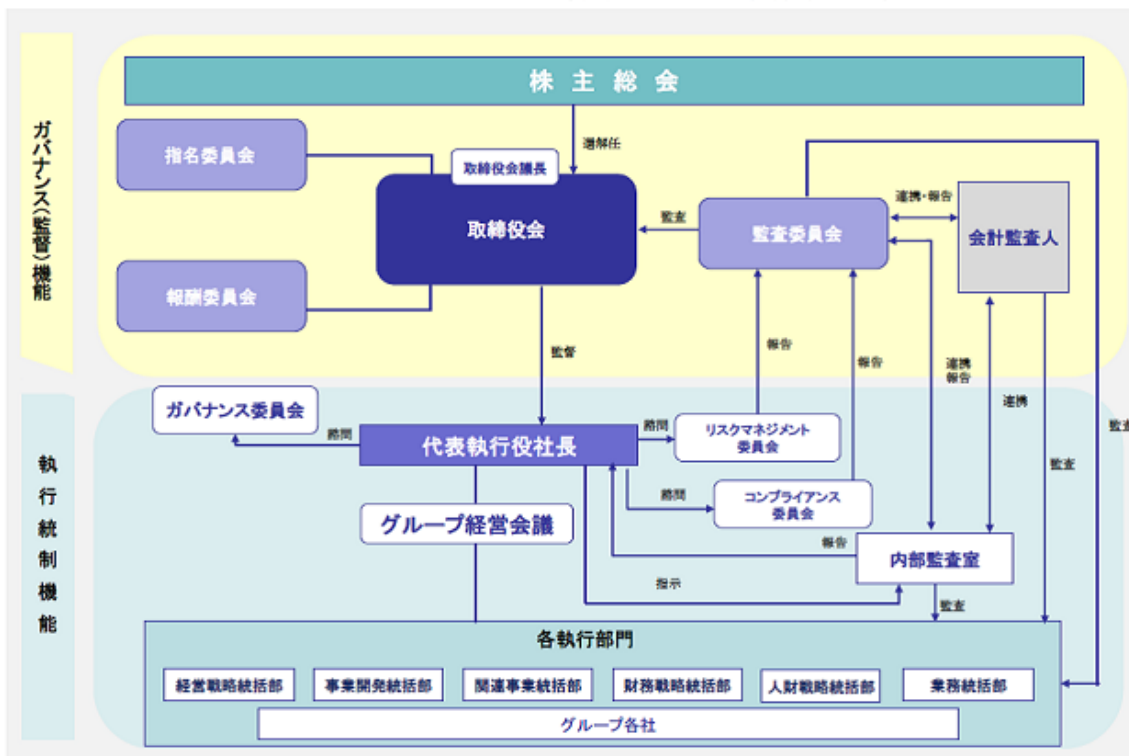 ガバナンス(監督)機能
株主総会
選解任
指名委員会
取締役会議長
取締役会
監査
監査委員会
連携・報告
会計監査人
報酬委員会
監督
報告
報告
連携
報告
連携
監査
監査
執行統制機能
ガバナンス委員会
諮問
代表執行役社長
諮問
リスクマネジメント
委員会
諮問
コンプライアンス
委員会
グループ経営会議
報告
内部監査室
指示
監査
各執行部門
経営戦略統括部
事業開発統括部
関連事業統括部
財務戦略統括部
人財戦略統括部
業務統括部
グループ各社